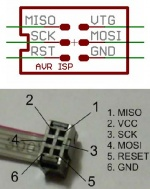 MISO VTG
SCK MOSI
RST GND
AVR ISP
2
1
4
3
6
5
1. MISO
2. VCC
3. SCK
4. MOSI
5. RESET
6. GND